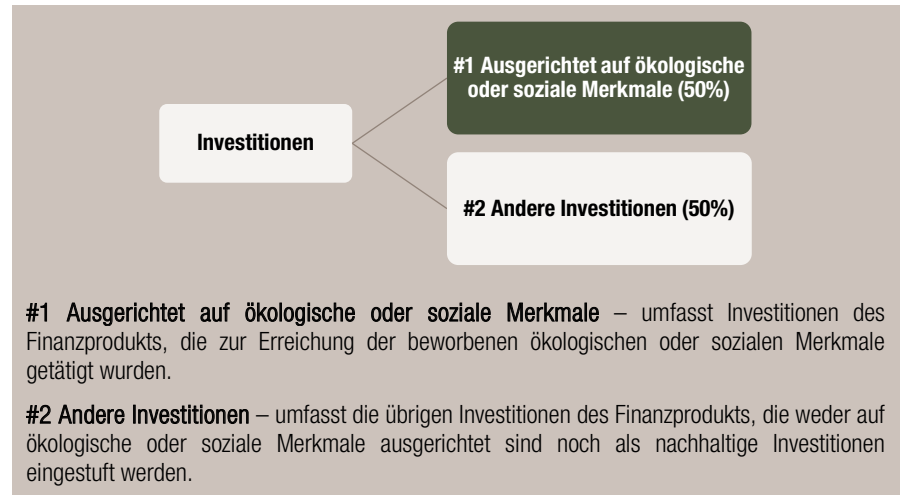 #1 Ausgerichtet auf ökologische
oder soziale Merkmale (50%)
Investitionen
#2 Andere Investitionen (50%)
#1 Ausgerichtet auf ökologische oder soziale Merkmale – umfasst Investitionen des
Finanzprodukts, die zur Erreichung der beworbenen ökologischen oder sozialen Merkmale
getätigt wurden.
#2 Andere Investitionen – umfasst die übrigen Investitionen des Finanzprodukts, die weder auf
ökologische oder soziale Merkmale ausgerichtet sind noch als nachhaltige Investitionen
eingestuft werden.